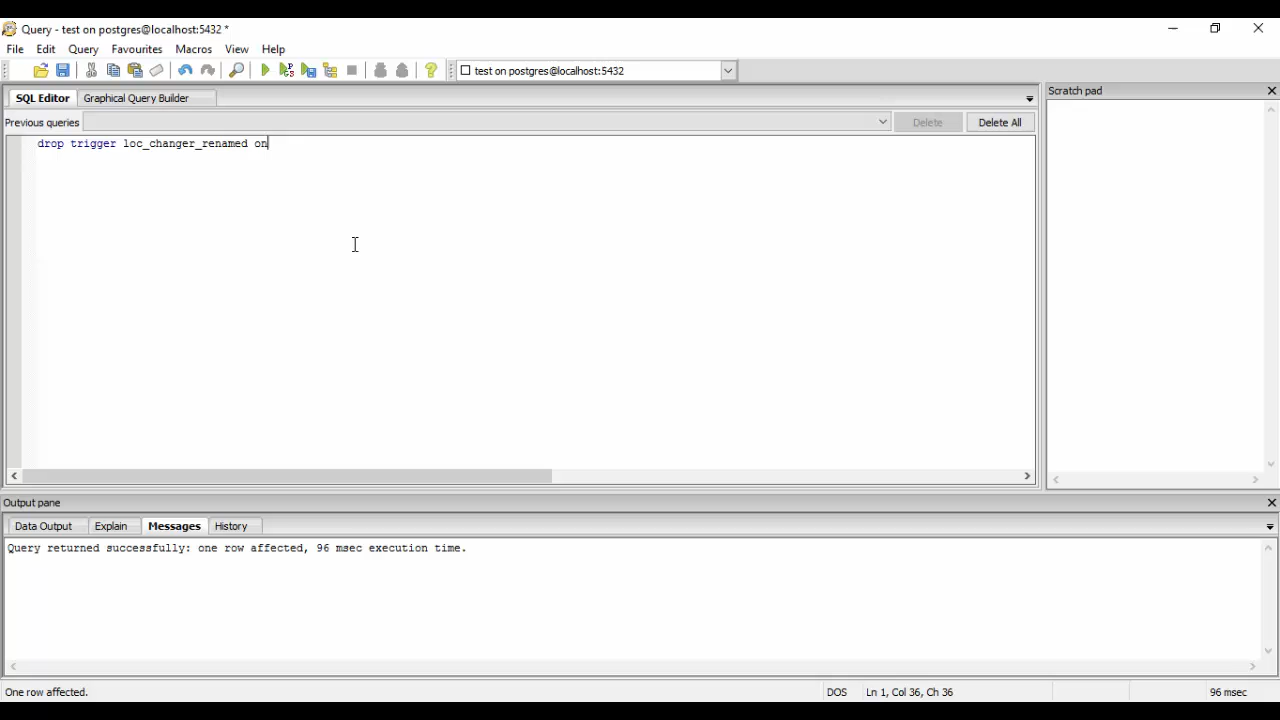 Query - test on postgres@localhost:5432 *
File Edit Query Favourites Macros View Help
test on postgres@localhost:5432
SQL Editor Graphical Query Builder
Scratch pad
Previous queries Delete Delete All
drop trigger loc_changer_renamed on
Output pane
Data Output Explain Messages History
Query returned successfully: one row affected, 96 msec execution time.
One row affected. DOS Ln 1, Col 36, Ch 36 96 msec